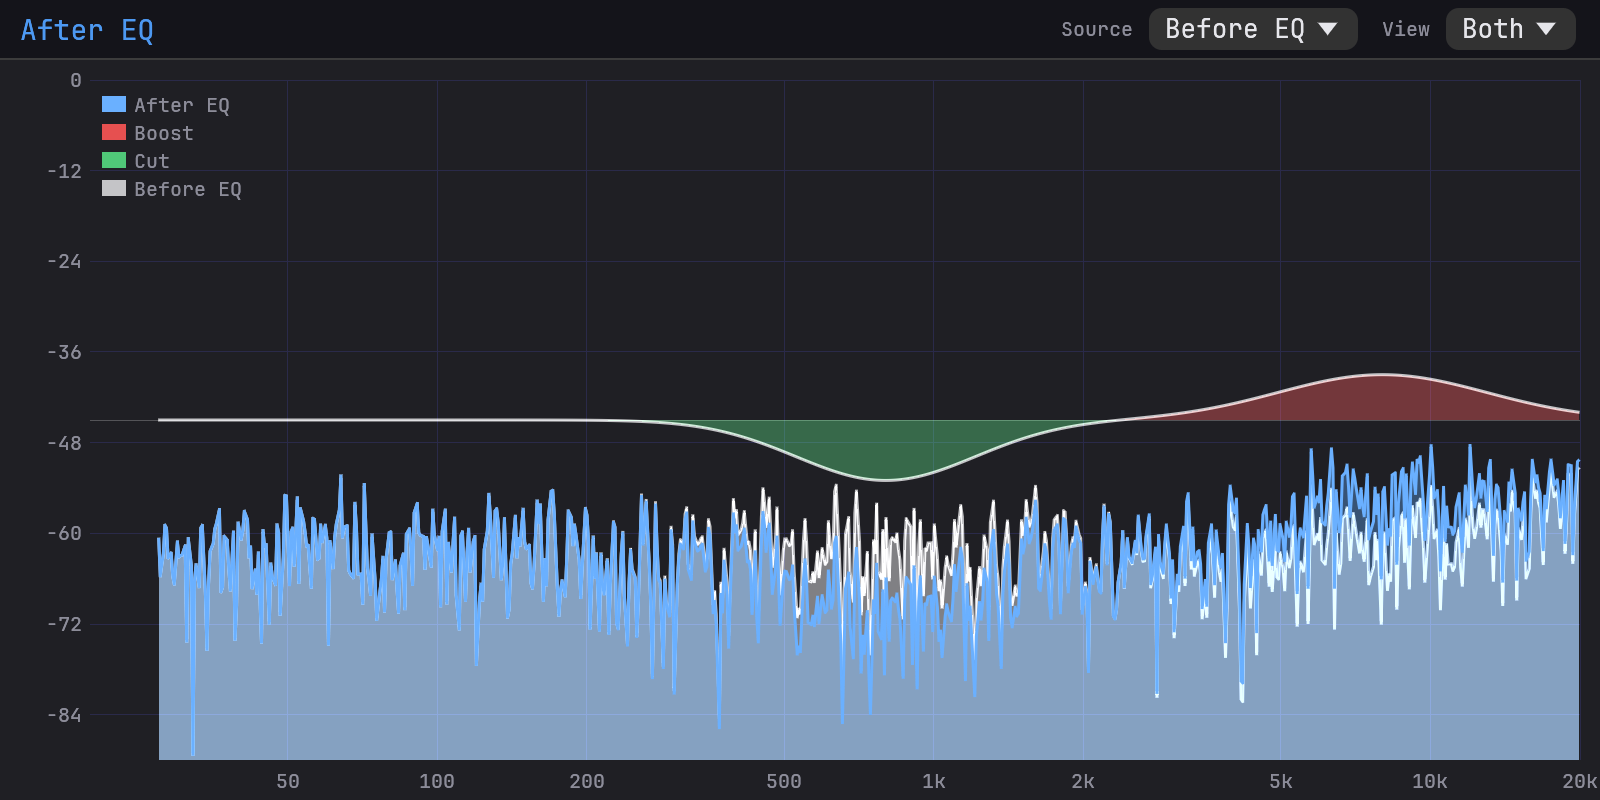 After EQ
Source Before EQ ▼ View Both ▼
0
After EQ
Boost
Cut
-12
Before EQ
-24
-36
-48
-60
-72
-84
50 100 200 500 1k 2k 5k 10k 20k